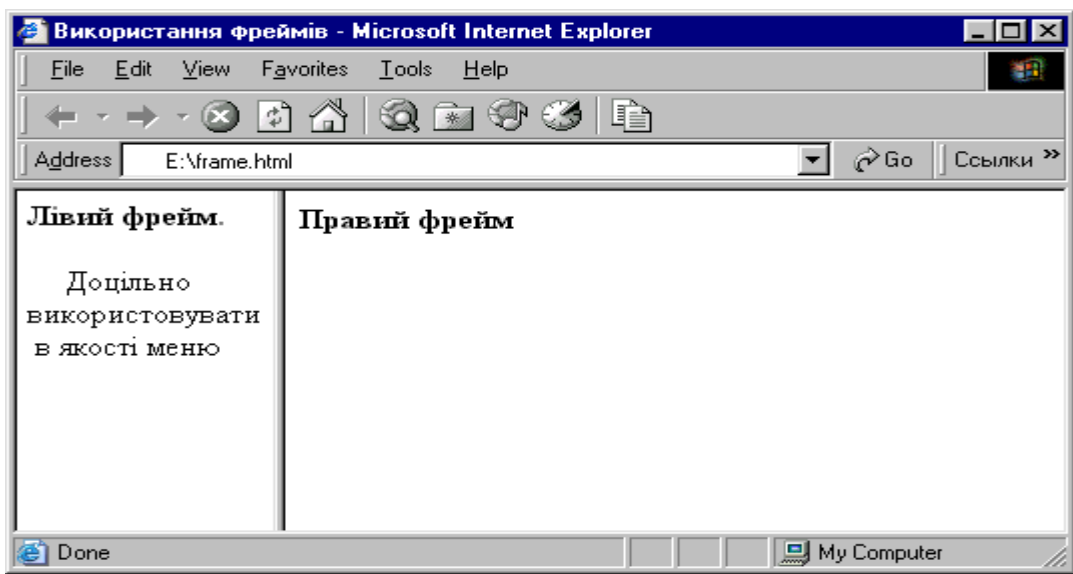 Використання фреймів - Microsoft Internet Explorer
File Edit View Favorites Tools Help
Address E:\frame.html Go Ссылки »
Лівий фрейм.
Правий фрейм
Доцільно
використовувати
в якості меню
Done My Computer